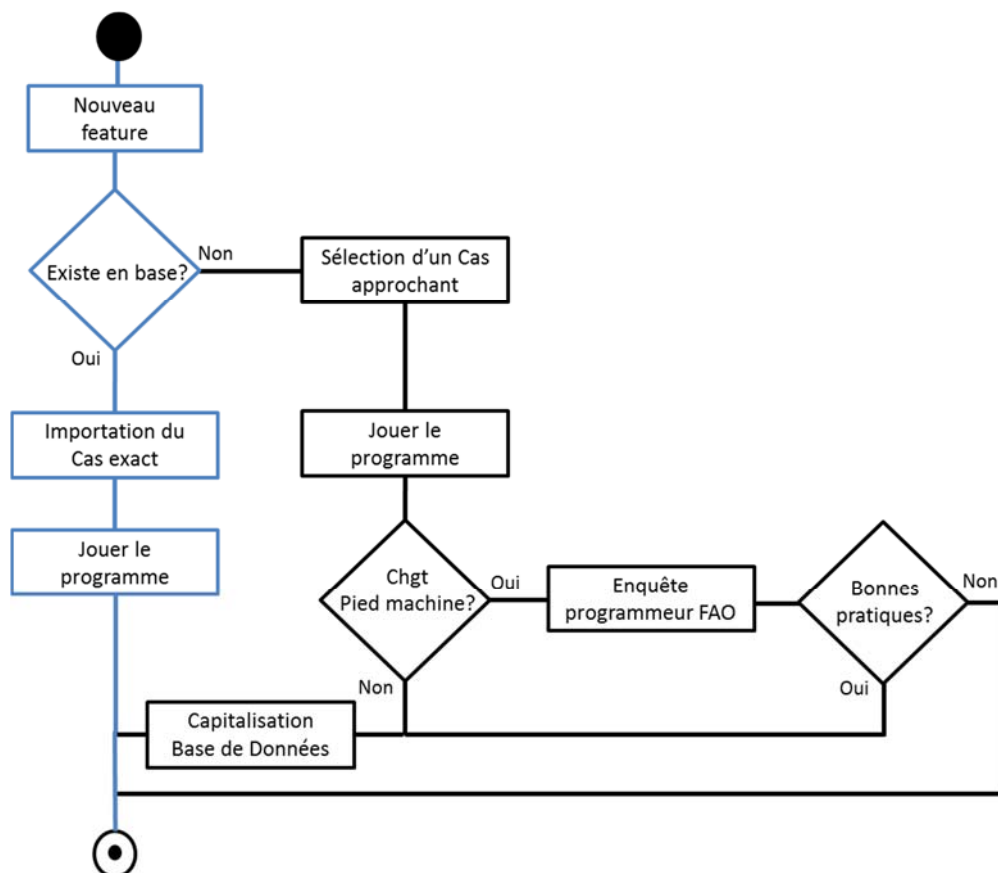 Nouveau
feature
Existe en base?
Non
Sélection d’un Cas
approchant
Oui
Importation du
Cas exact
Jouer le
programme
Jouer le
programme
Chgt
Pied machine?
Oui
Enquête
programmeur FAO
Bonnes
pratiques?
Non
Non
Oui
Capitalisation
Base de Données